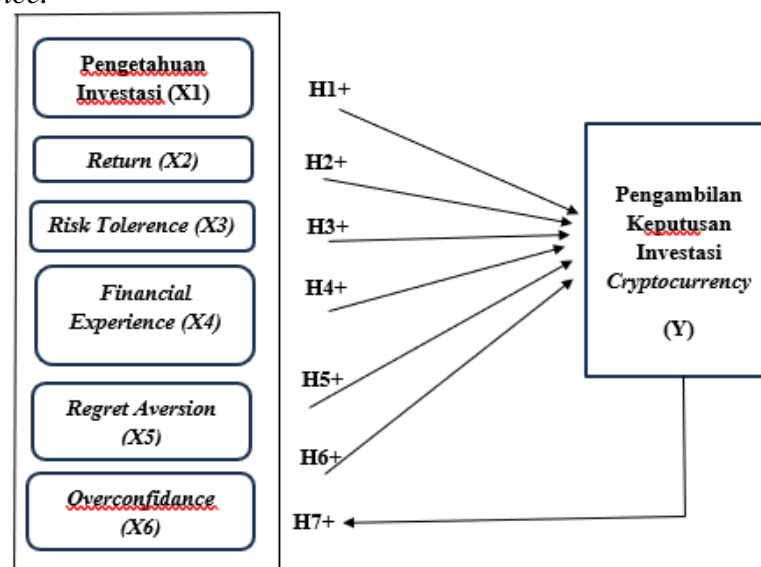 Pengetahuan
Investasi (X1)
Return (X2)
Risk Tolerence (X3)
Financial
Experience (X4)
Regret Aversion
(X5)
Overconfidance
(X6)
H1+
H2+
H3+
H4+
H5+
H6+
H7+
Pengambilan
Keputusan
Investasi
Cryptocurrency
(Y)